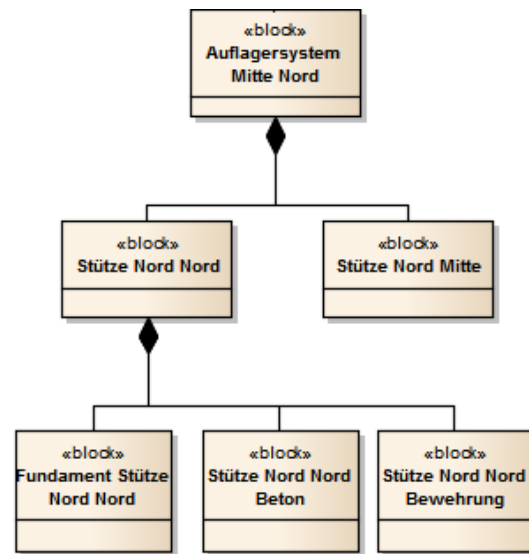 «block»
Auflagersystem
Mitte Nord
«block»
Stütze Nord Nord
«block»
Stütze Nord Mitte
«block»
Fundament Stütze
Nord Nord
«block»
Stütze Nord Nord
Beton
«block»
Stütze Nord Nord
Bewehrung